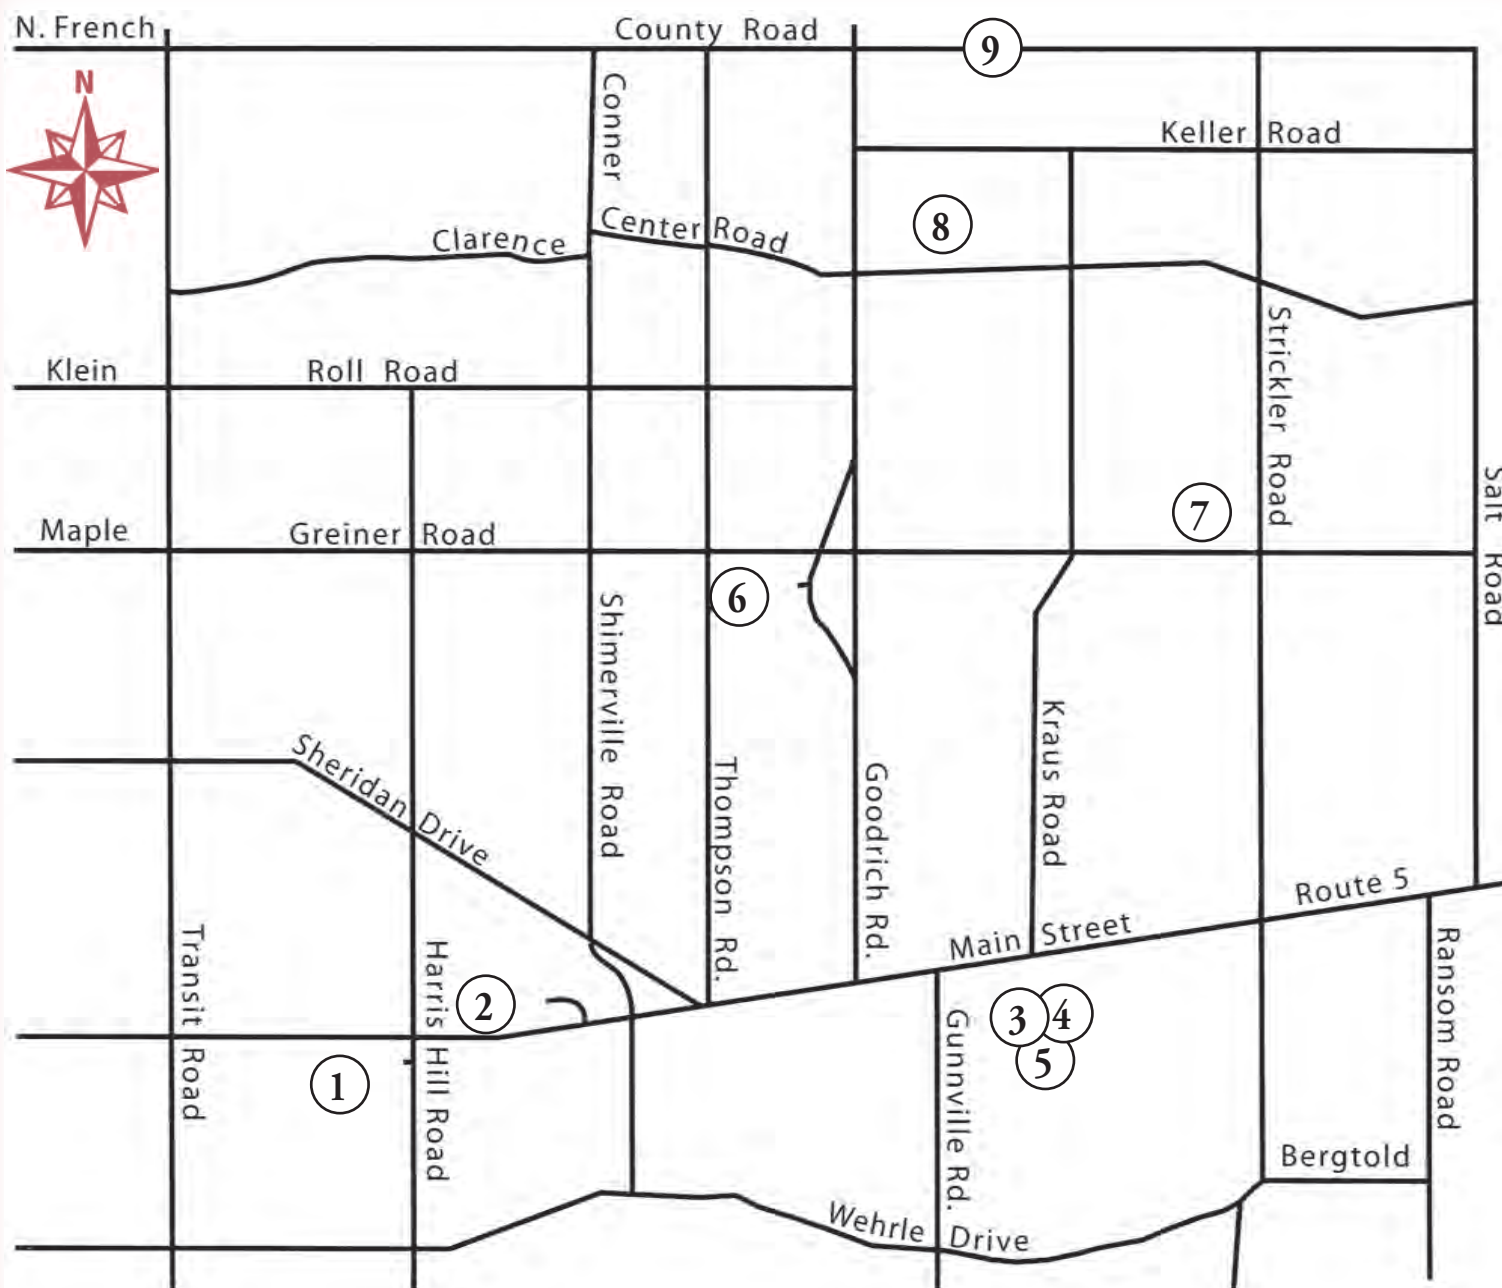 N. French
County Road
9
N
Conner
Keller Road
8
Clarence
Center Road
Klein
Roll Road
Strickler Road
Salt Road
7
Maple
Greiner Road
6
Shimerville Road
Kraus Road
Sheridan Drive
Thompson Rd.
Goodrich Rd.
Route 5
Main Street
Transit Road
Harris Hill Road
2
3
4
5
1
Gunnville Rd.
Ransom Road
Bergtold
Wehrle Drive